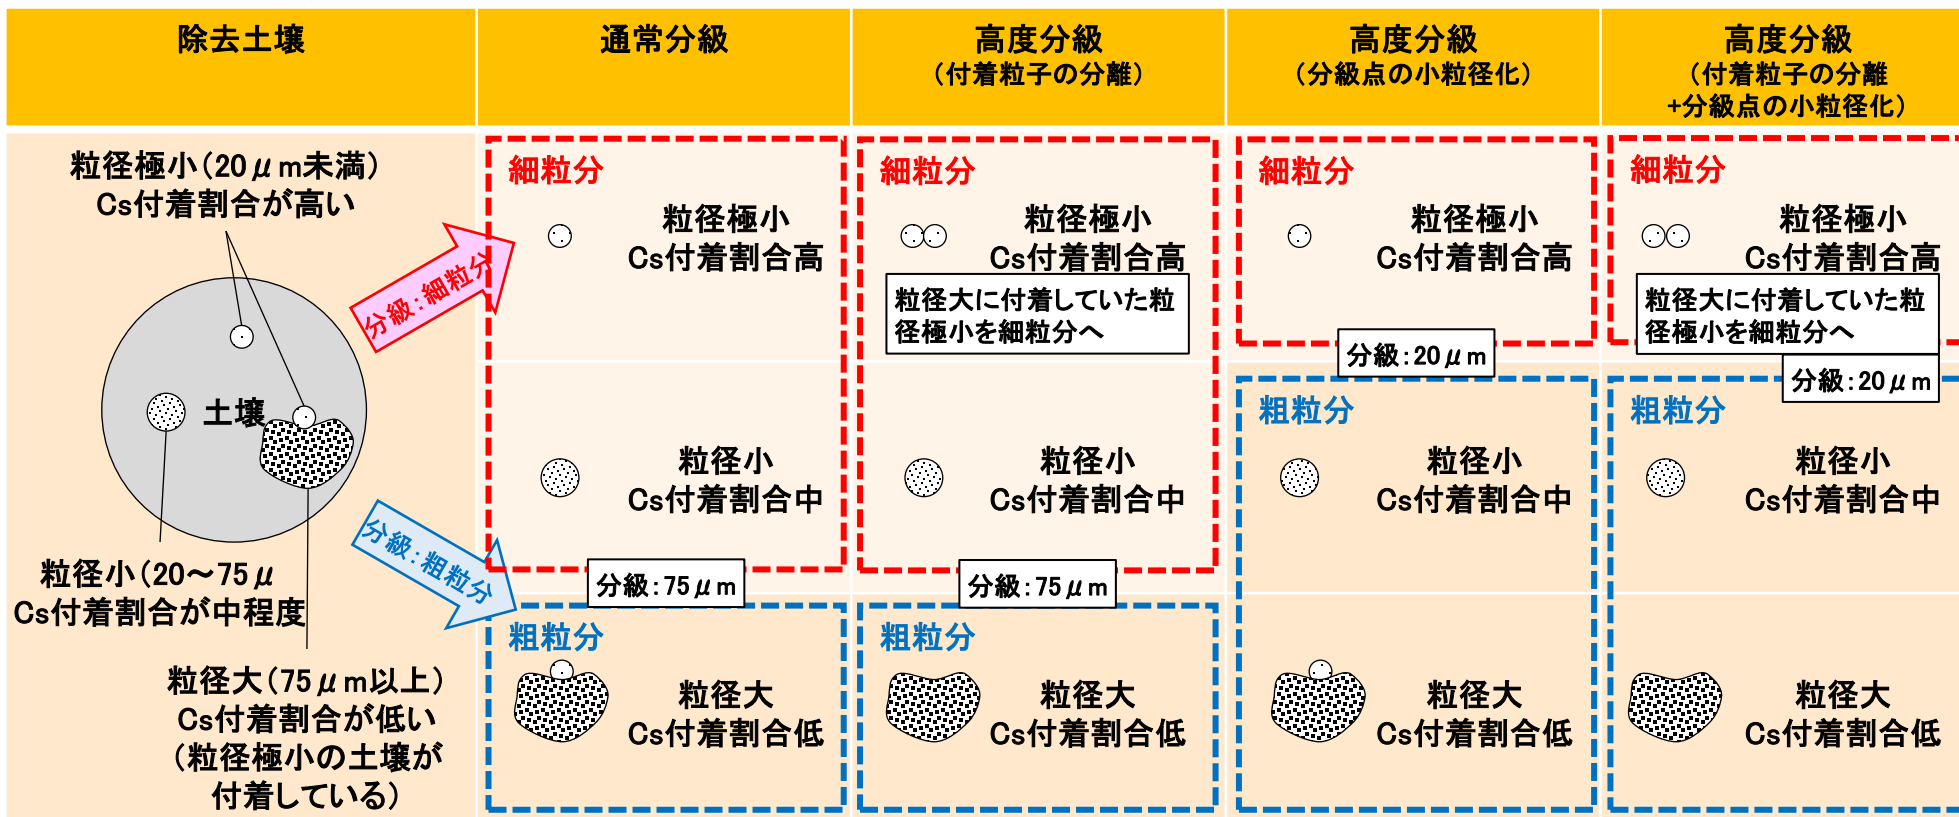 除去土壌
通常分級
高度分級
（付着粒子の分離）
高度分級
（分級点の小粒径化）
高度分級
（付着粒子の分離
+分級点の小粒径化）
粒径極小（20μm未満）
Cs付着割合が高い
土壌
粒径小（20～75μ
Cs付着割合が中程度
粒径大（75μm以上）
Cs付着割合が低い
（粒径極小の土壌が
付着している）
分級：細粒分
分級：粗粒分
細粒分
粒径極小
Cs付着割合高
粒径小
Cs付着割合中
分級：75μm
粗粒分
粒径大
Cs付着割合低
細粒分
粒径極小
Cs付着割合高
粒径大に付着していた粒
径極小を細粒分へ
粒径小
Cs付着割合中
分級：75μm
粗粒分
粒径大
Cs付着割合低
細粒分
粒径極小
Cs付着割合高
分級：20μm
粗粒分
粒径小
Cs付着割合中
粒径大
Cs付着割合低
細粒分
粒径極小
Cs付着割合高
粒径大に付着していた粒
径極小を細粒分へ
分級：20μm
粗粒分
粒径小
Cs付着割合中
粒径大
Cs付着割合低